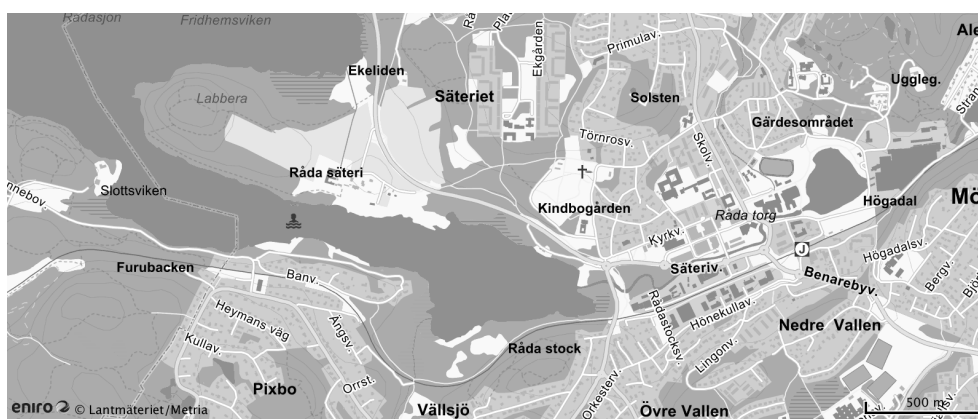 Rådasjön
Fridhemsviken
Ekeliden
Labbera
Säteriet
Ekgården
Primulav.
Solsten
Uggleg.
Gärdesområdet
Törnrosv.
Skolv.
Råda säteri
Slottsviken
Kindbogården
Råda torg
Högadal
Kyrkv.
J
Högadalsv.
Furubacken
Banv.
Säteriv.
Benarebyv.
Bergv.
Heymans väg
Ängsv.
Rådastocksv.
Hönekullav.
Nedre Vallen
Kullav.
Råda stock
Lingonv.
Orrst.
Pixbo
Orkesterv.
Vällsjö
Övre Vallen
500 m
eniro © Lantmäteriet/Metria